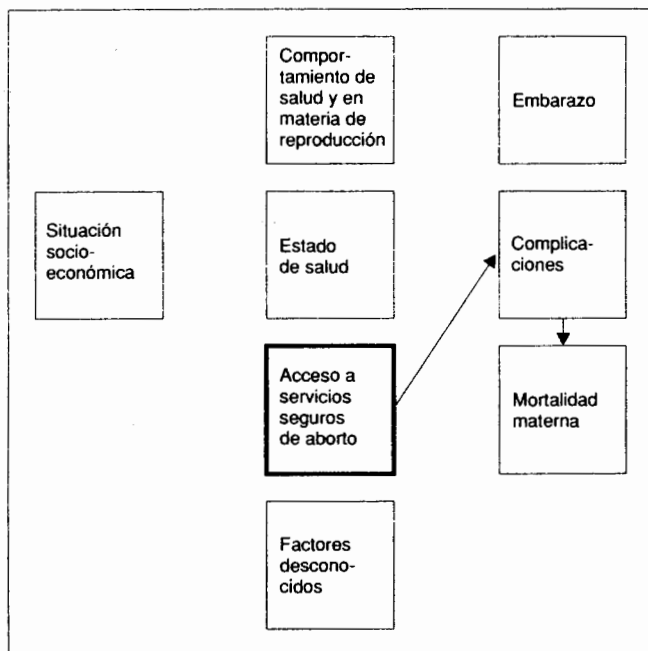 Compor-
tamiento de
salud y en
materia de
reproducción
Embarazo
Situación
socio-
económica
Estado
de salud
Complica-
ciones
Acceso a
servicios
seguros
de aborto
Mortalidad
materna
Factores
descono-
cidos